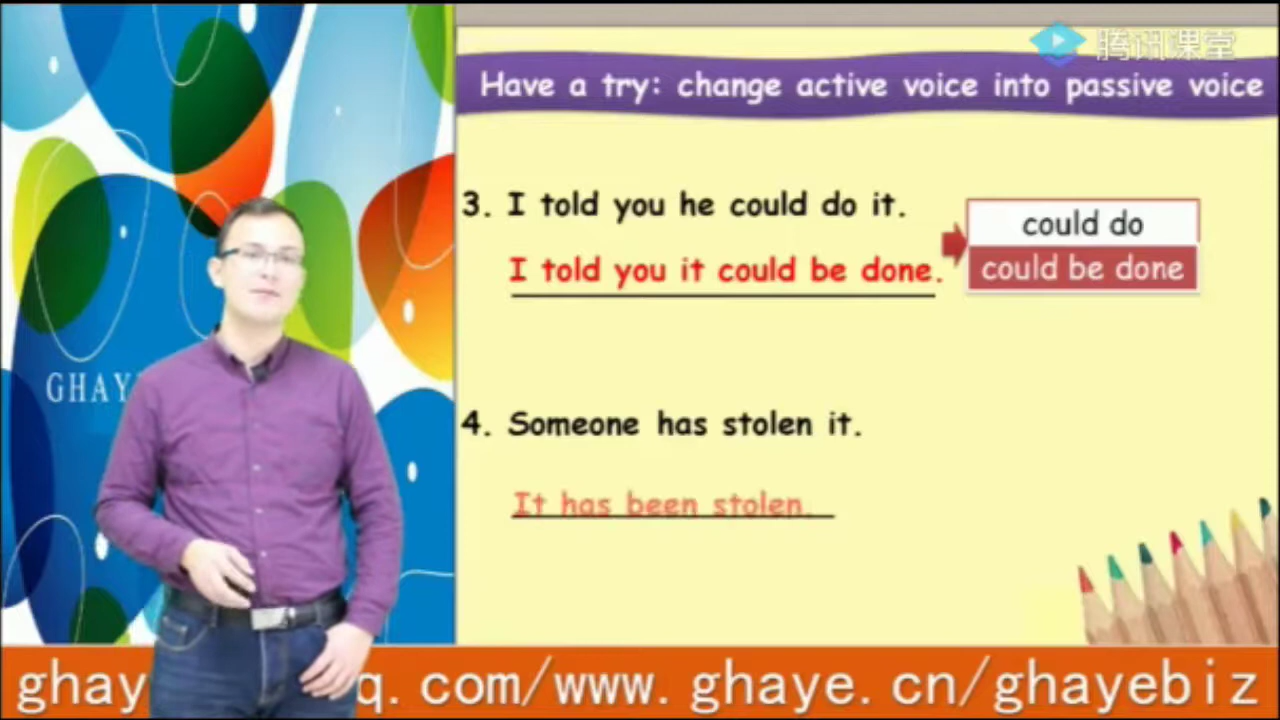 腾讯课堂
Have a try: change active voice into passive voice
3. I told you he could do it.
could do
I told you it could be done.
could be done
GHAY
4. Someone has stolen it.
It has been stolen.
ghay q. com/www. ghaye. cn/ghayebiz